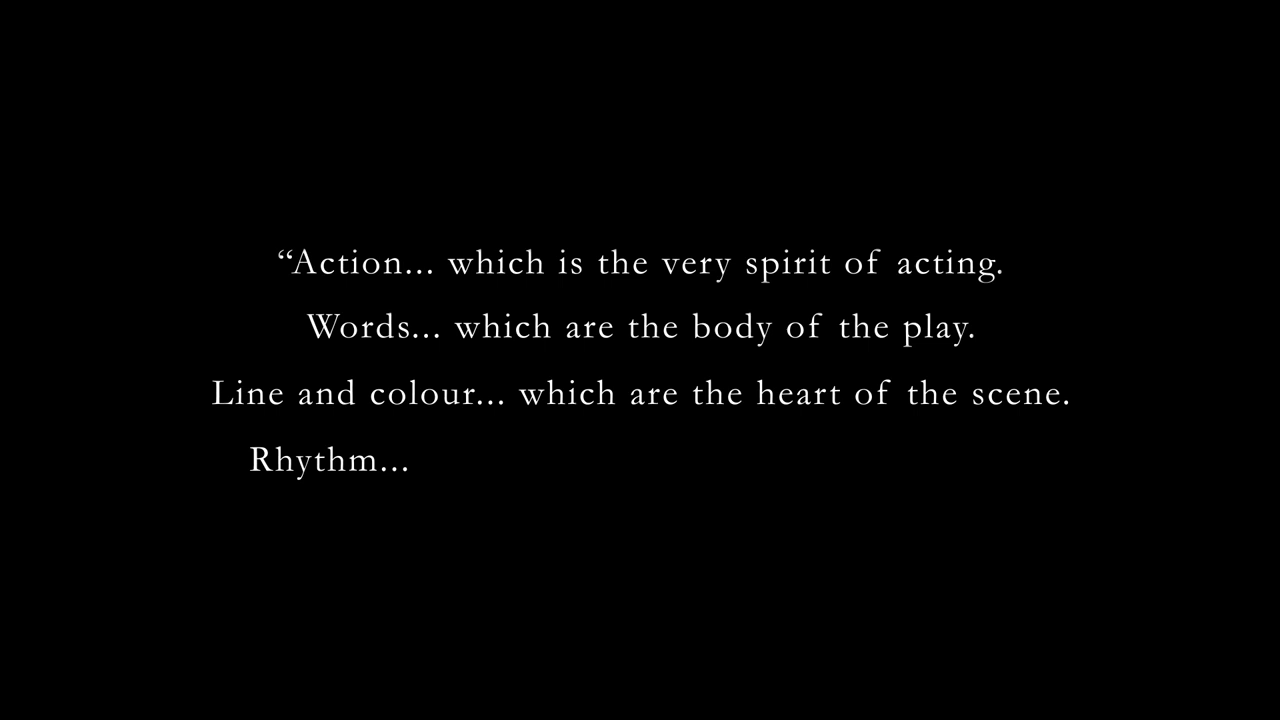 “Action... which is the very spirit of acting.
Words... which are the body of the play.
Line and colour... which are the heart of the scene.
Rhythm...